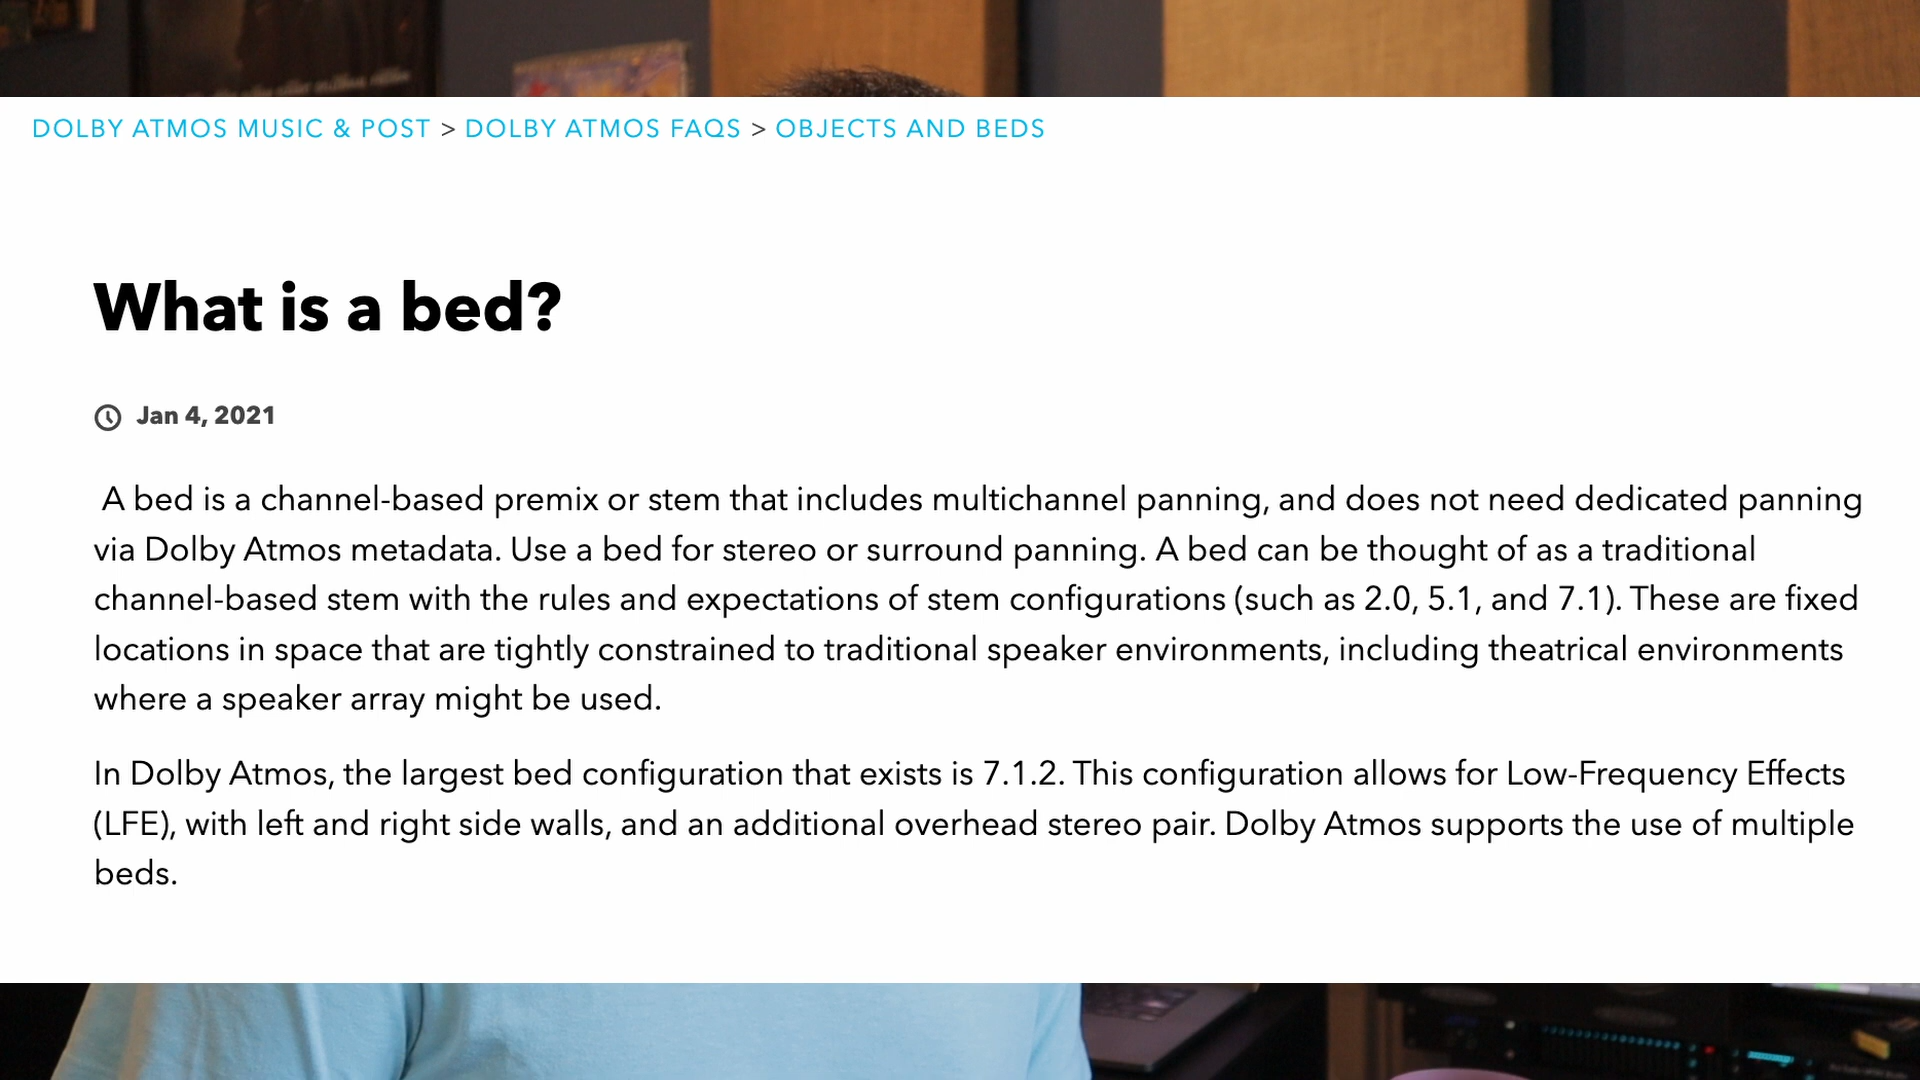 DOLBY ATMOS MUSIC & POST > DOLBY ATMOS FAQS > OBJECTS AND BEDS
What is a bed?
Jan 4, 2021
A bed is a channel-based premix or stem that includes multichannel panning, and does not need dedicated panning
via Dolby Atmos metadata. Use a bed for stereo or surround panning. A bed can be thought of as a traditional
channel-based stem with the rules and expectations of stem configurations (such as 2.0, 5.1, and 7.1). These are fixed
locations in space that are tightly constrained to traditional speaker environments, including theatrical environments
where a speaker array might be used.
In Dolby Atmos, the largest bed configuration that exists is 7.1.2. This configuration allows for Low-Frequency Effects
(LFE), with left and right side walls, and an additional overhead stereo pair. Dolby Atmos supports the use of multiple
beds.